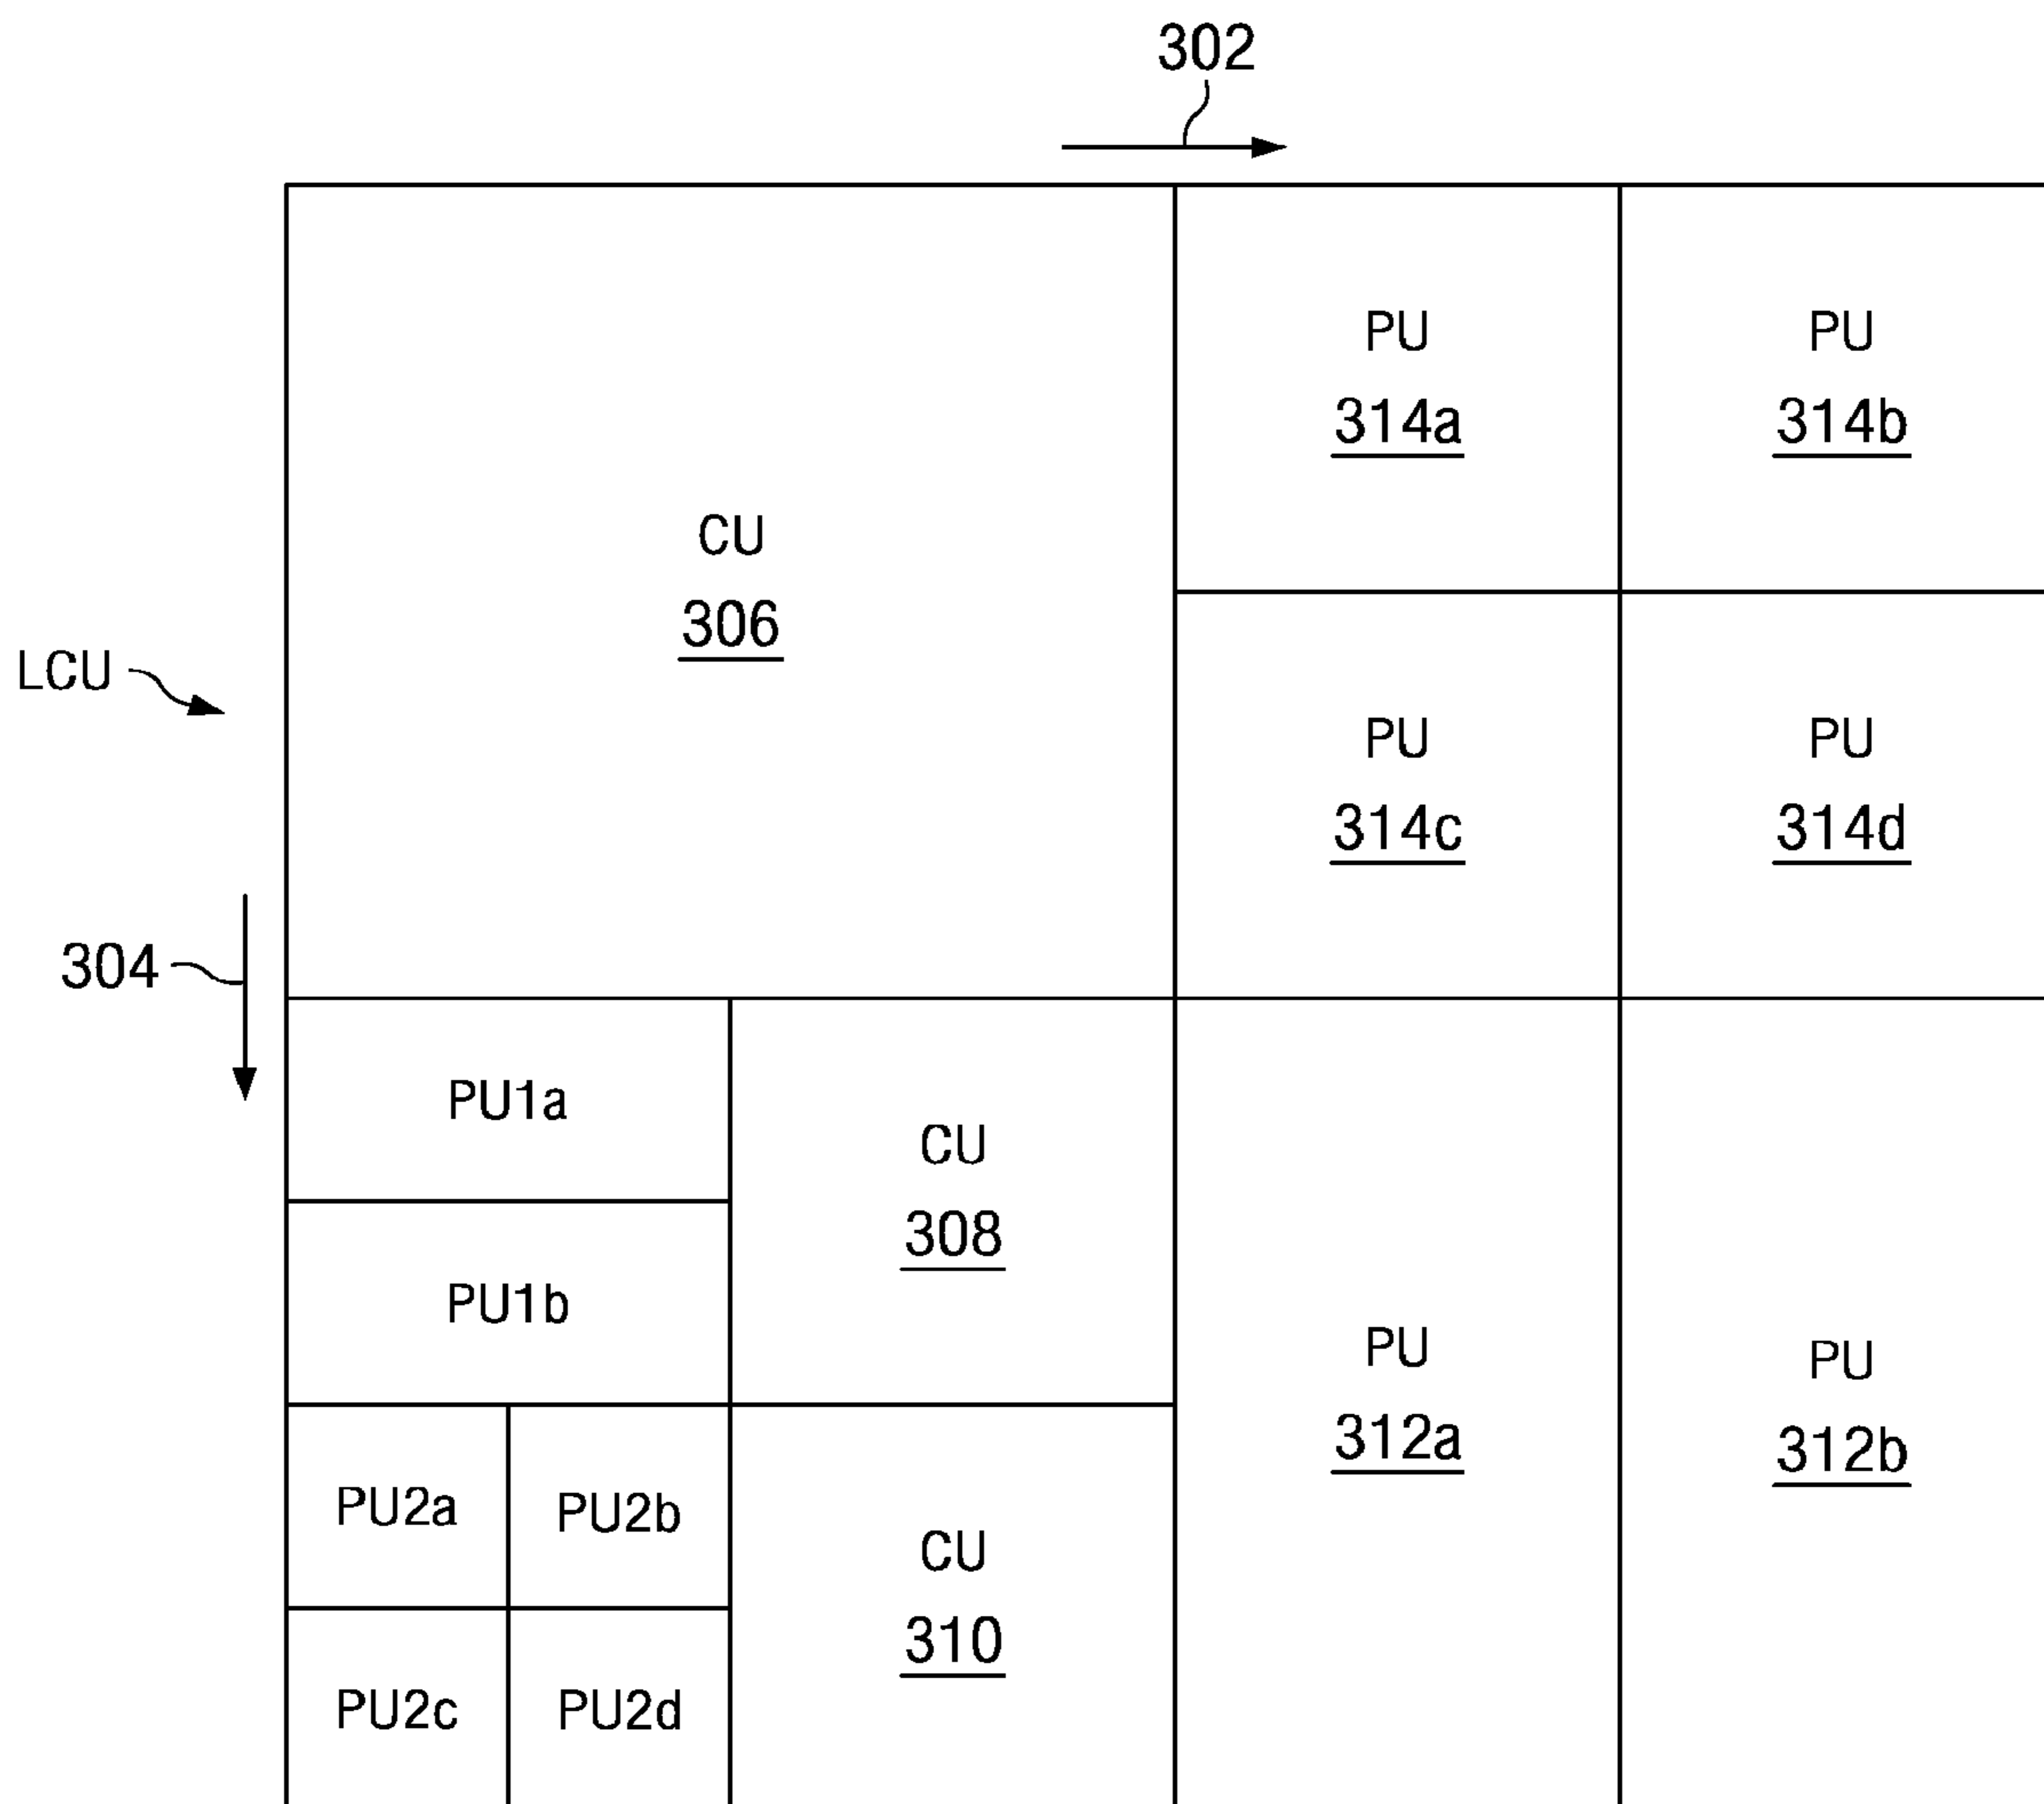 302
PU
314a
PU
314b
CU
306
LCU
PU
314c
PU
314d
304
PU1a
CU
308
PU1b
PU
312a
PU
312b
PU2a
PU2b
CU
310
PU2c
PU2d